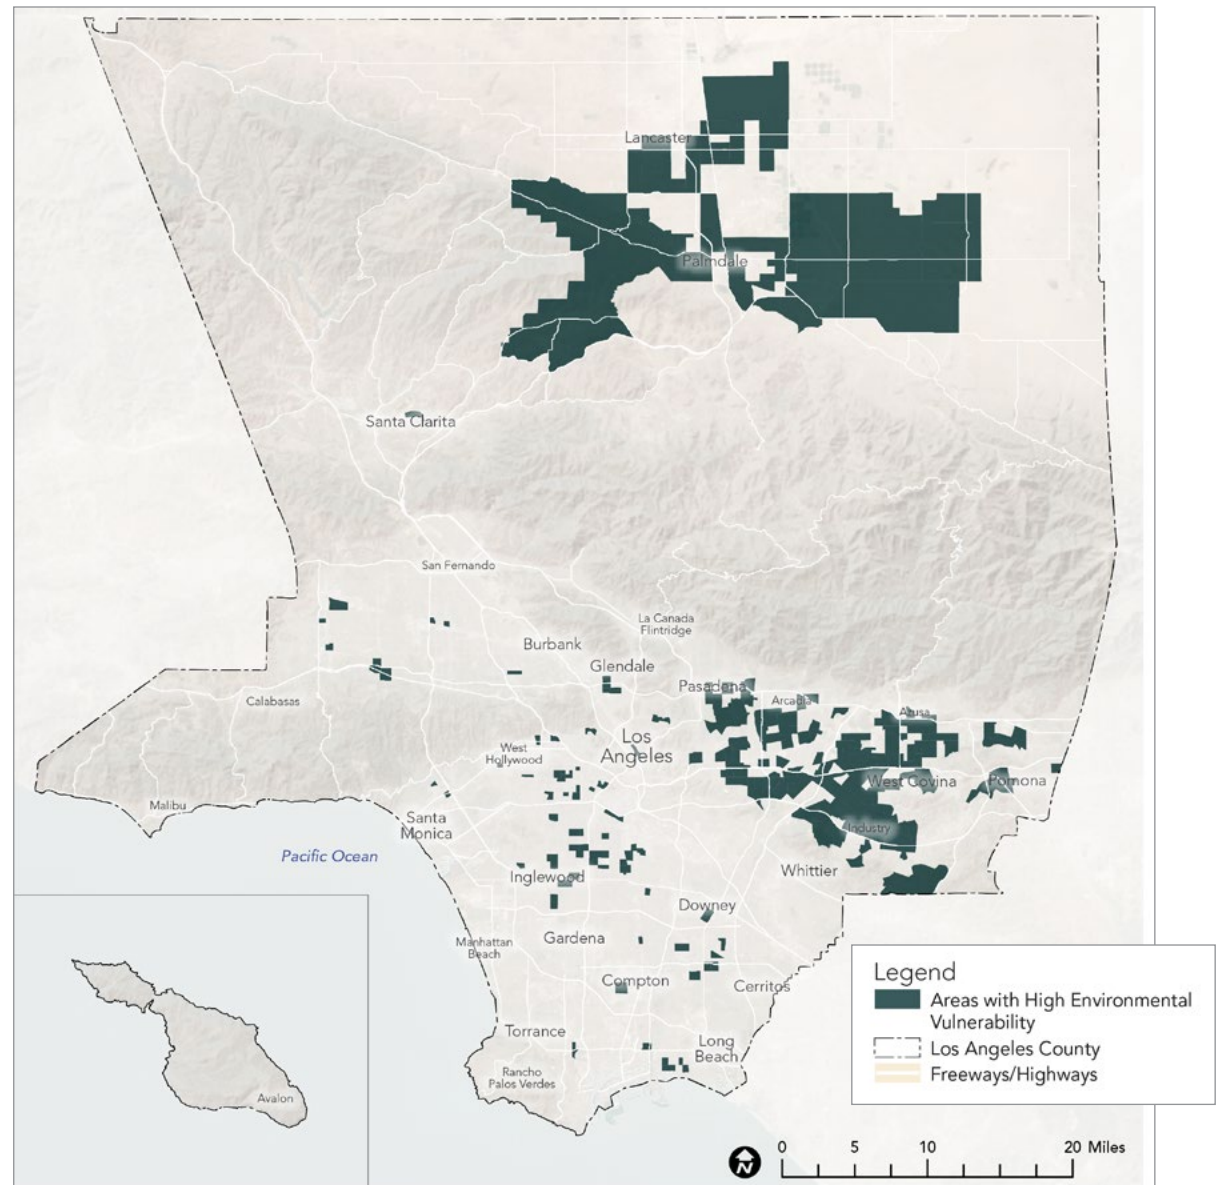 Lancaster
Palmdale
Santa Clarita
San Fernando
La Canada
Flintridge
Burbank
Glendale
Pasadena
Arcadia
Calabasas
Azusa
Los
Angeles
West
Hollywood
West Covina
Pomona
Malibu
Santa
Monica
Industry
Pacific Ocean
Whittier
Inglewood
Downey
Manhattan
Beach
Gardena
Compton
Cerritos
Torrance
Long
Beach
Rancho
Palos Verdes
Avalon
Legend
Areas with High Environmental
Vulnerability
Los Angeles County
Freeways/Highways
N
0 5 10 20 Miles